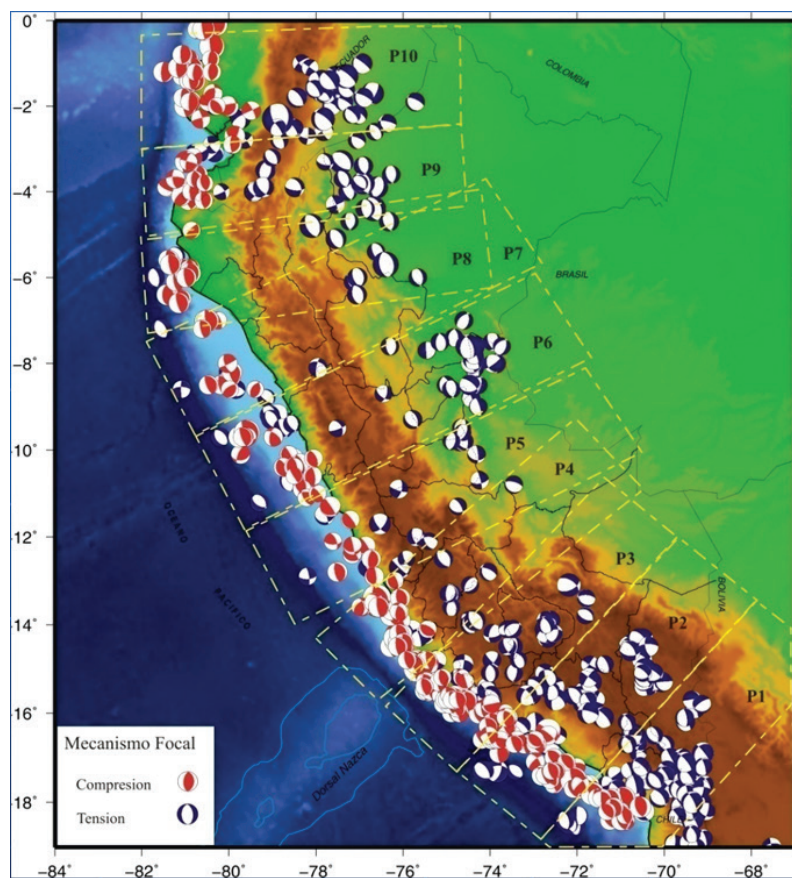 0°
−2°
−4°
−6°
−8°
−10°
−12°
−14°
−16°
−18°
P10
ECUADOR
COLOMBIA
P9
P8
P7
BRASIL
P6
P5
P4
P3
BOLIVIA
P2
P1
OCEANO
PACIFICO
Dorsal Nazca
CHILE
Mecanismo Focal
Compresion
Tension
−84°
−82°
−80°
−78°
−76°
−74°
−72°
−70°
−68°